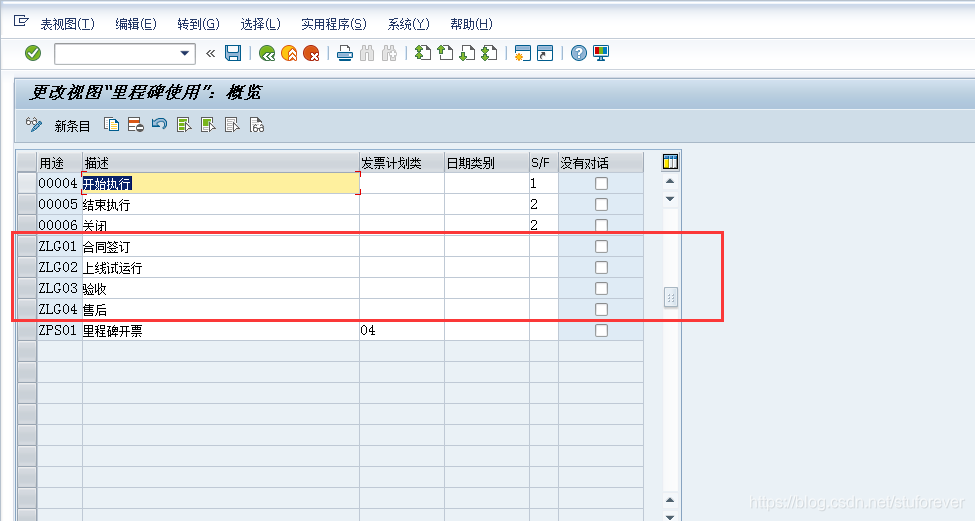 表视图(T) 编辑(E) 转到(G) 选择(L) 实用程序(S) 系统(Y) 帮助(H)
更改视图“里程碑使用”: 概览
新条目
用途 描述 发票计划类 日期类别 S/F 没有对话
00004 开始执行 1
00005 结束执行 2
00006 关闭 2
ZLG01 合同签订
ZLG02 上线试运行
ZLG03 验收
ZLG04 售后
ZPS01 里程碑开票 04
https://blog.csdn.net/stuforever